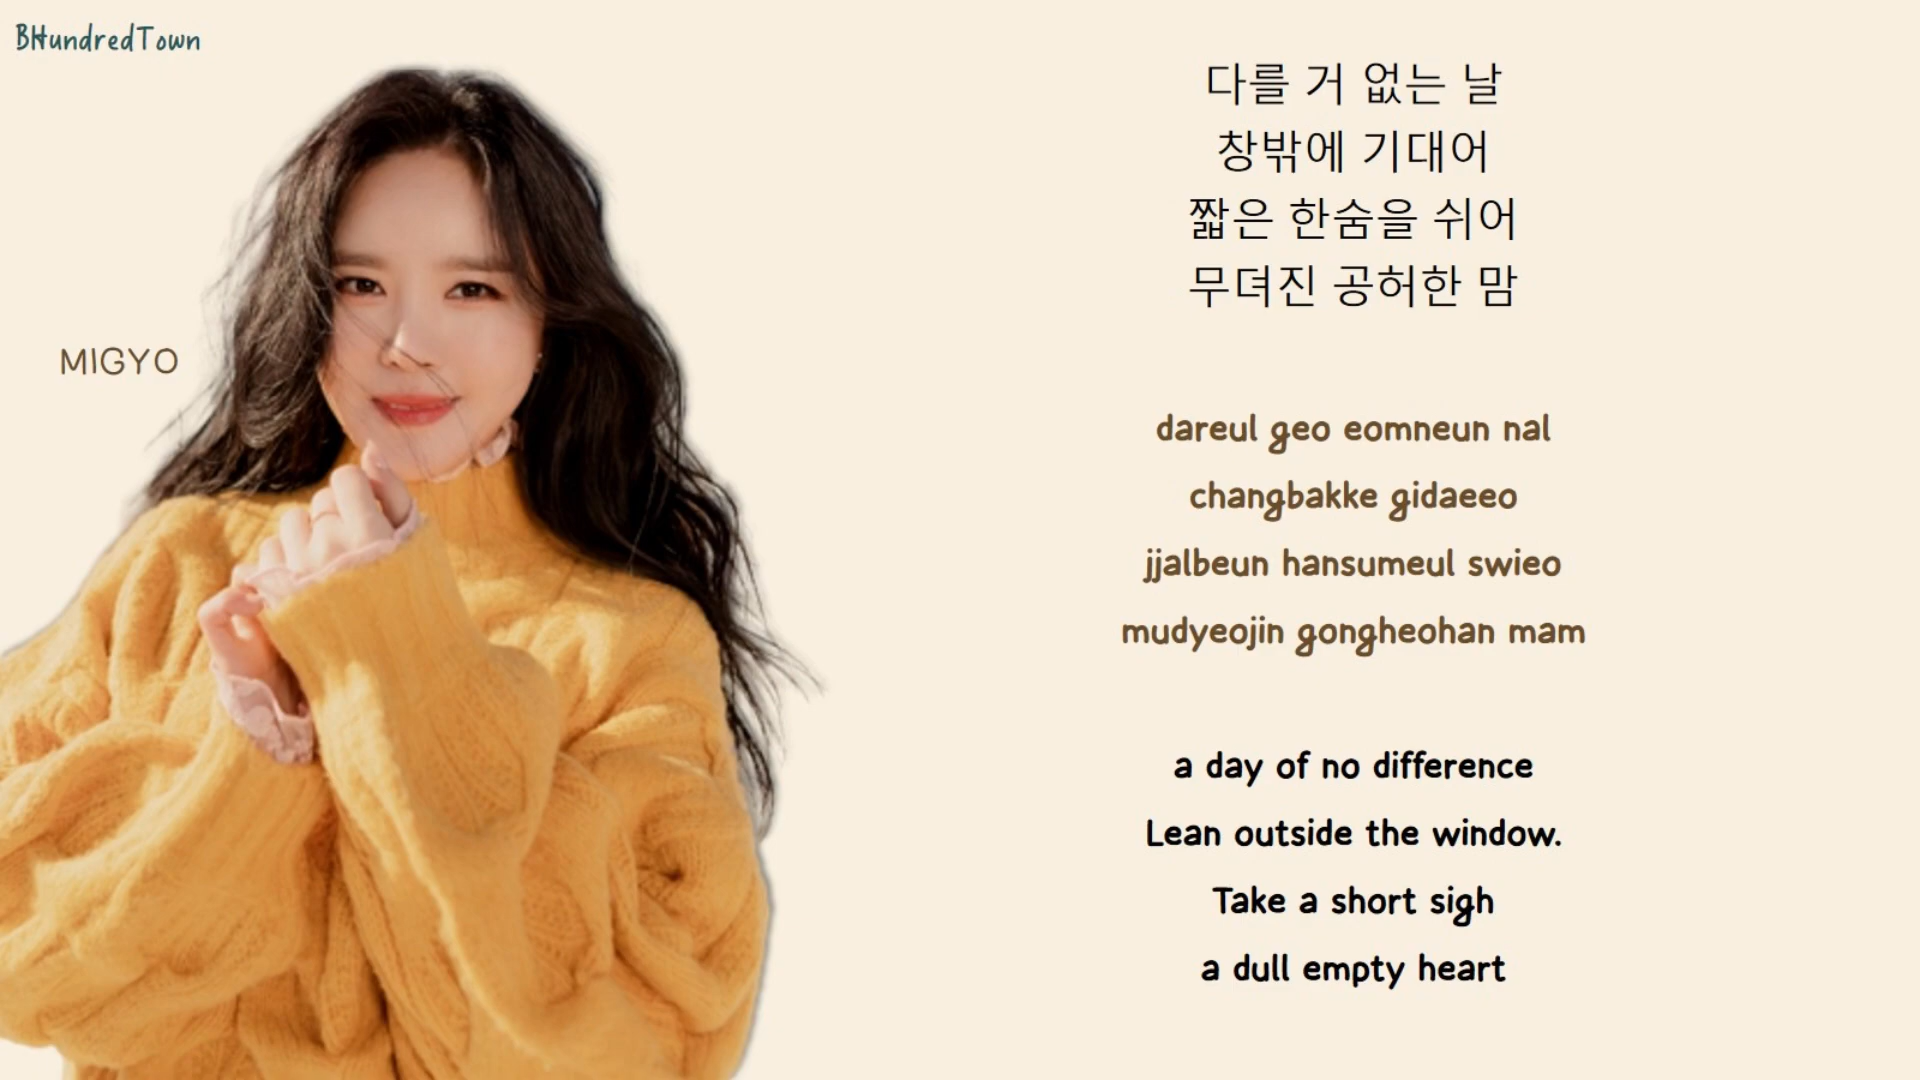 BHundredTown
MIGYO
다를 거 없는 날
창밖에 기대어
짧은 한숨을 쉬어
무뎌진 공허한 맘
dareul geo eomneun nal
changbakke gidaeeo
jjalbeun hansumeul swieo
mudyeojin gongheohan mam
a day of no difference
Lean outside the window.
Take a short sigh
a dull empty heart